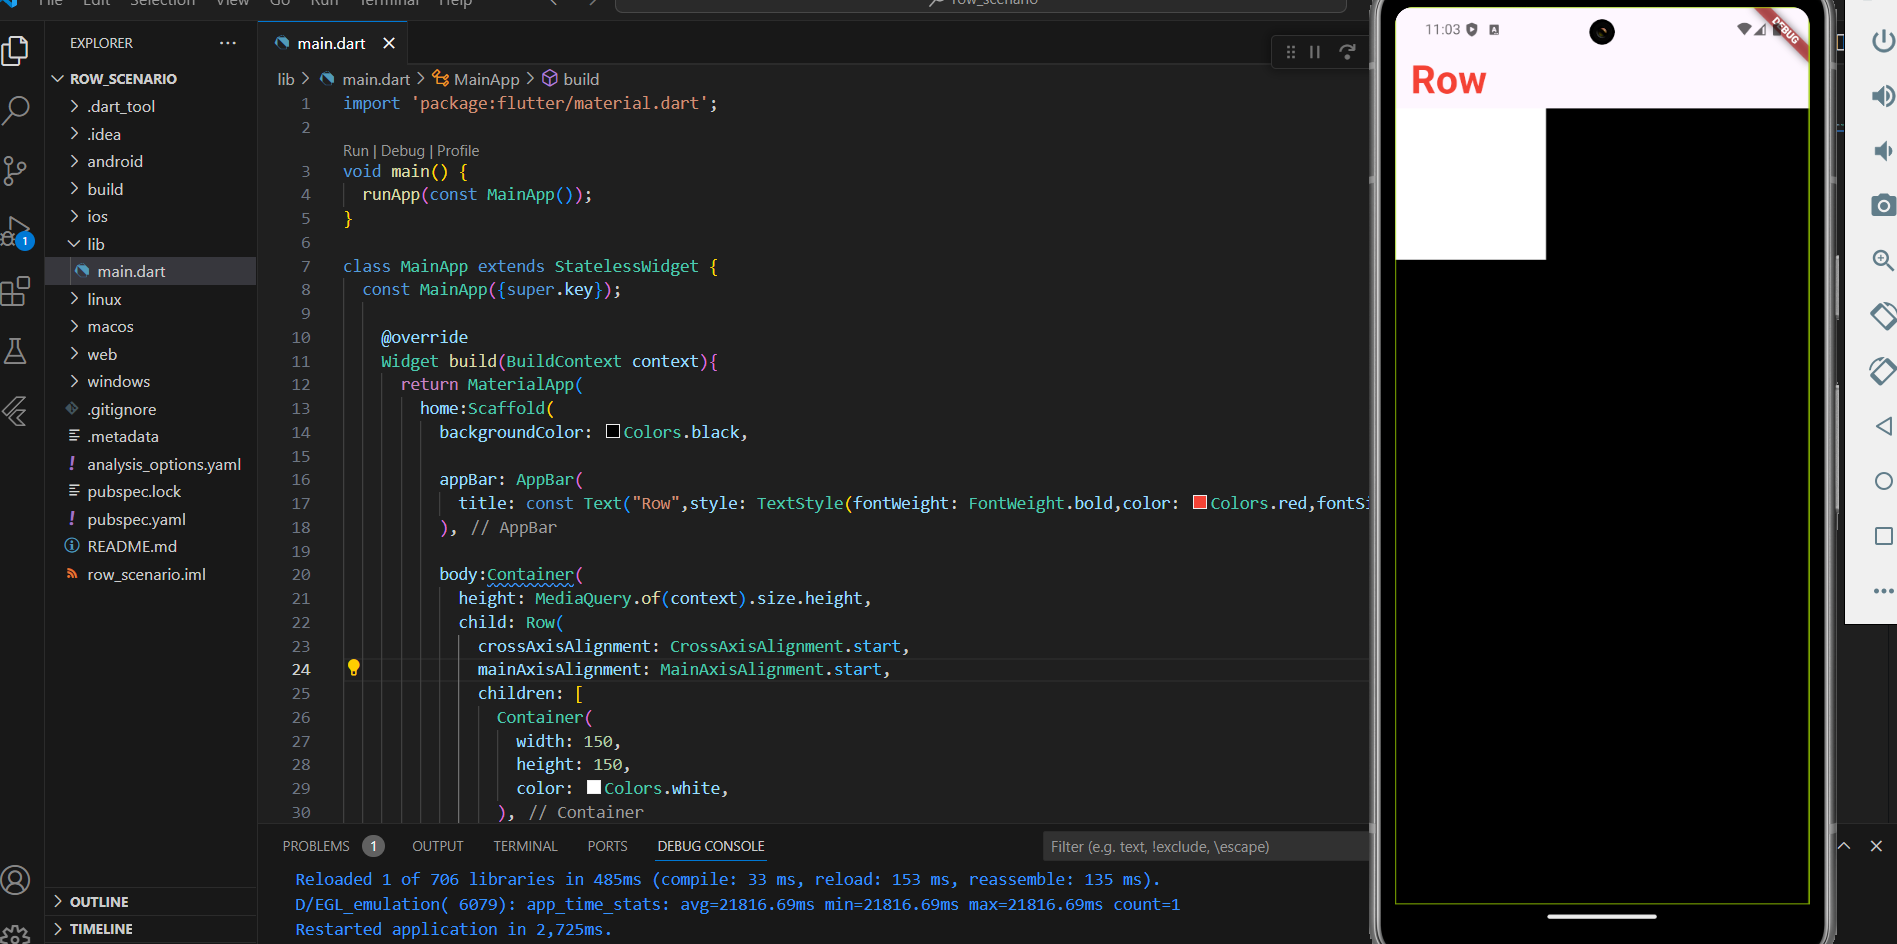 File Edit Selection View Go Run Terminal Help
row_scenario
EXPLORER
ROW_SCENARIO
.dart_tool
.idea
android
build
ios
lib
main.dart
linux
macos
web
windows
.gitignore
.metadata
analysis_options.yaml
pubspec.lock
pubspec.yaml
README.md
row_scenario.iml
OUTLINE
TIMELINE
1
main.dart
lib > main.dart > MainApp > build
1 import 'package:flutter/material.dart';
2
Run | Debug | Profile
3 void main() {
4 runApp(const MainApp());
5 }
6
7 class MainApp extends StatelessWidget {
8 const MainApp({super.key});
9
10 @override
11 Widget build(BuildContext context){
12 return MaterialApp(
13 home:Scaffold(
14 backgroundColor: Colors.black,
15
16 appBar: AppBar(
17 title: const Text("Row",style: TextStyle(fontWeight: FontWeight.bold,color: Colors.red,fontSi
18 ), // AppBar
19
20 body:Container(
21 height: MediaQuery.of(context).size.height,
22 child: Row(
23 crossAxisAlignment: CrossAxisAlignment.start,
24 mainAxisAlignment: MainAxisAlignment.start,
25 children: [
26 Container(
27 width: 150,
28 height: 150,
29 color: Colors.white,
30 ), // Container
PROBLEMS 1 OUTPUT TERMINAL PORTS DEBUG CONSOLE
Filter (e.g. text, !exclude, \escape)
Reloaded 1 of 706 libraries in 485ms (compile: 33 ms, reload: 153 ms, reassemble: 135 ms).
D/EGL_emulation( 6079): app_time_stats: avg=21816.69ms min=21816.69ms max=21816.69ms count=1
Restarted application in 2,725ms.
11:03
DEBUG
Row